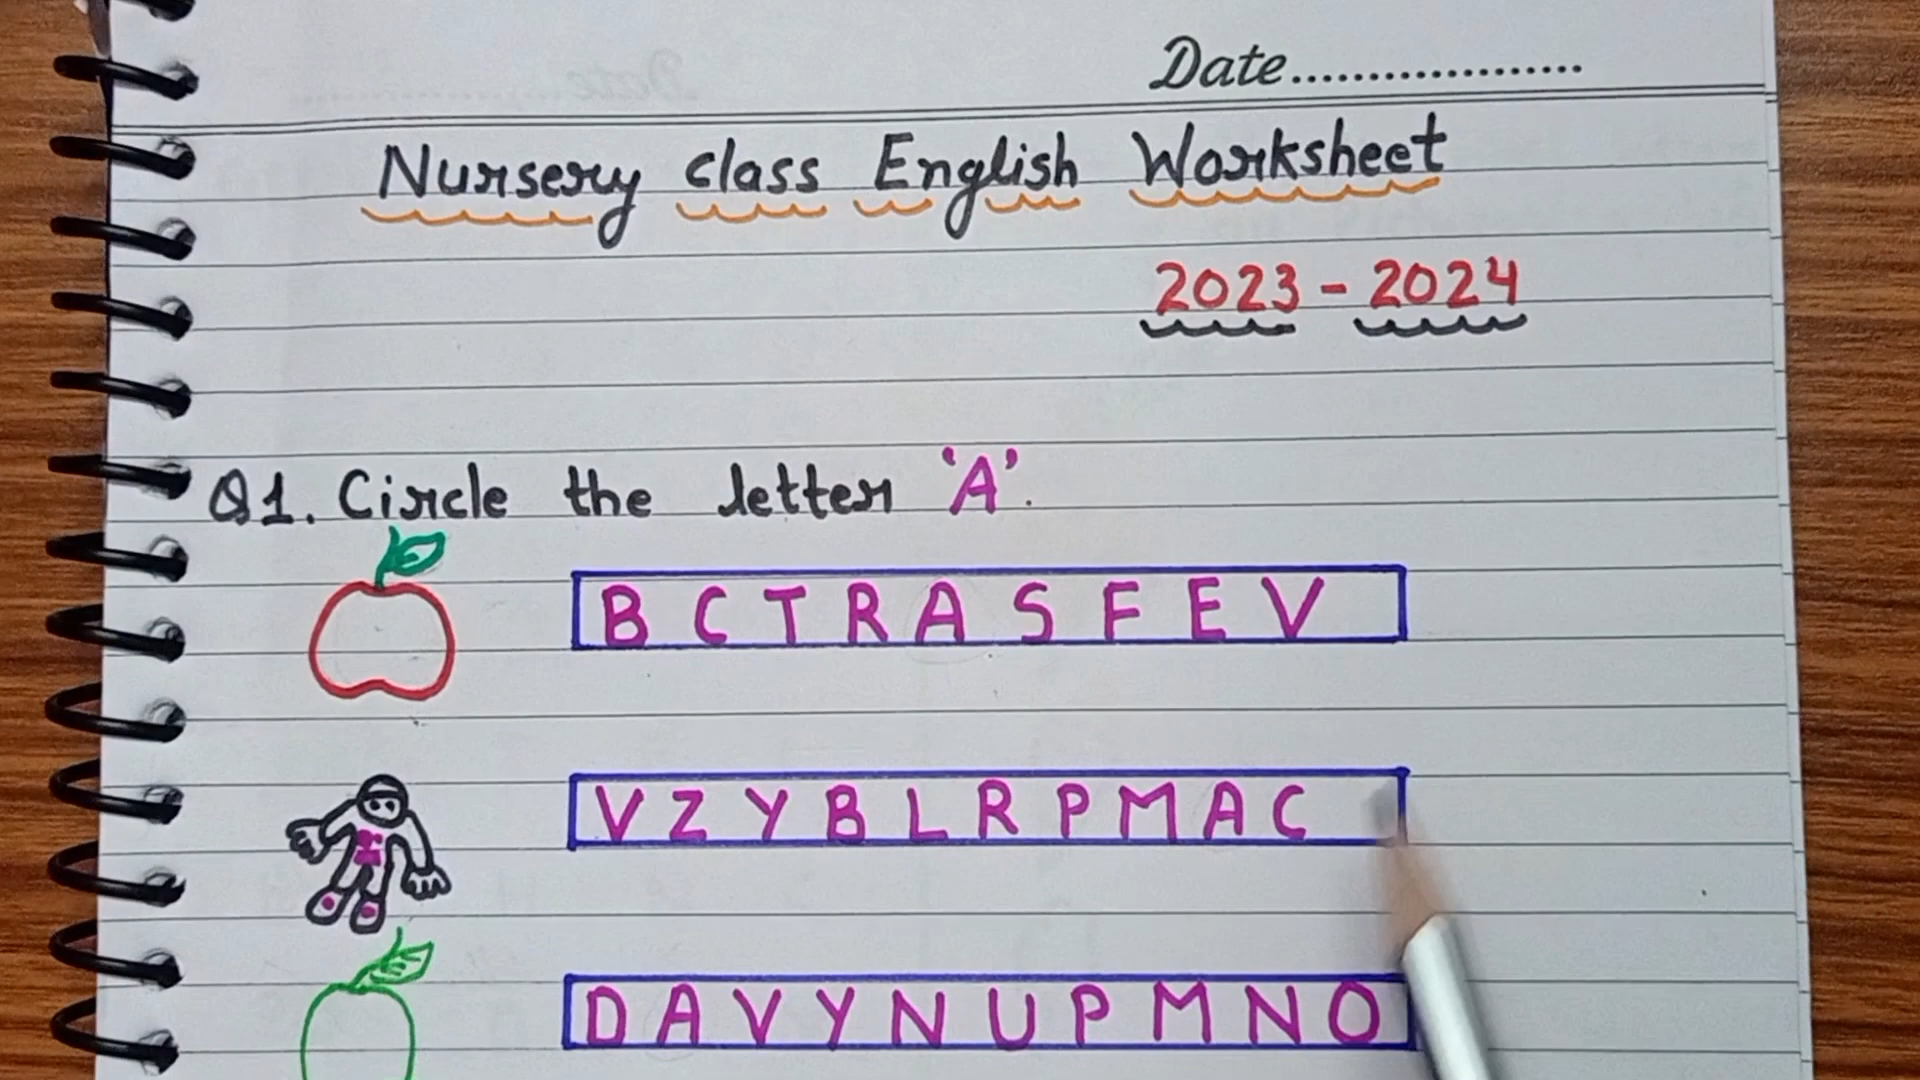 Date....................
Nursery class English Worksheet
2023 - 2024
Q1. Circle the letter 'A'.
B C T R A S F E V
V Z Y B L R P M A C
D A V Y N U P M N O